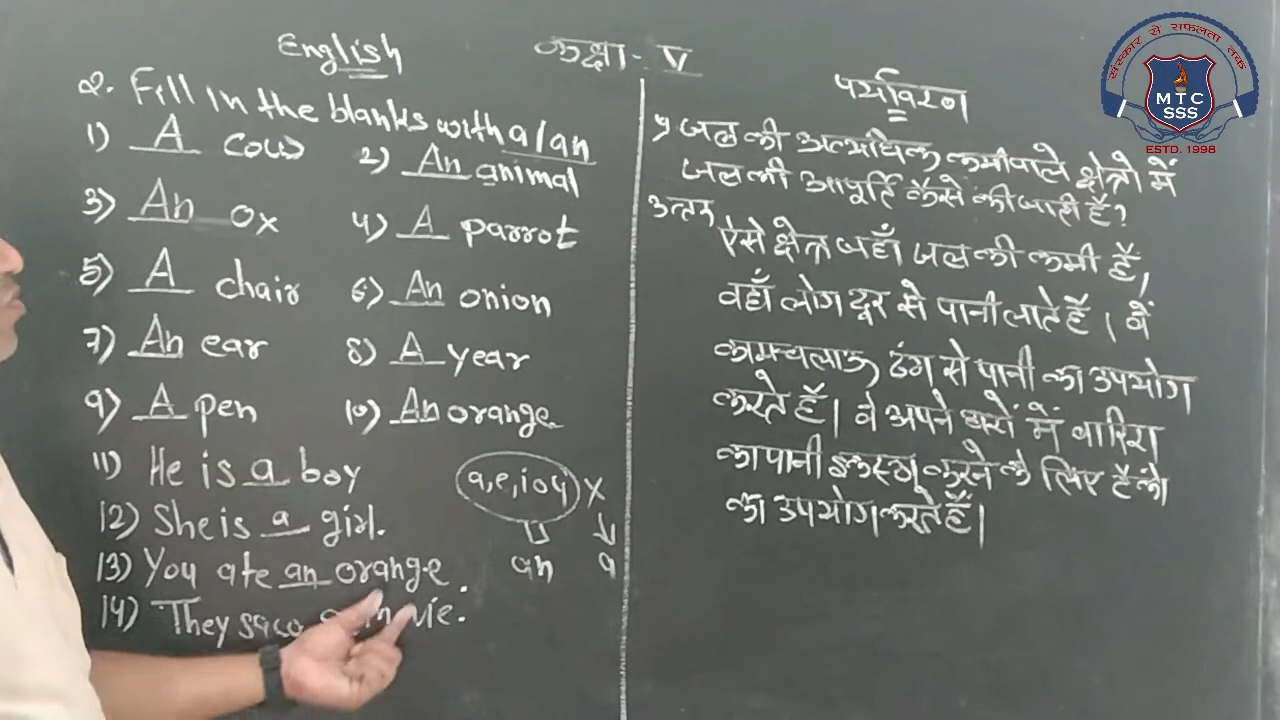 English
कक्षा- V
2. Fill in the blanks with a/an
1) A cow
2) An animal
3) An ox
4) A parrot
5) A chair
6) An onion
7) An ear
8) A year
9) A pen
10) An orange
11) He is a boy
12) She is a girl.
13) You ate an orange.
14) They saw
a,e,i o u X
an a
पर्यावरण
जल की अत्यधिक कमीवाले क्षेत्रो में
जल की आपूर्ति कैसे की जाती हैं?
उत्तर
ऐसे क्षेत्र जहाँ जल की कमी हैं,
वहाँ लोग दूर से पानी लाते हैं। वें
कामचलाऊ ढंग से पानी का उपयोग
करते हैं। वे अपने घरों में बारिश
का पानी इकठ्ठा करने के लिए टैंको
का उपयोग करते हैं।
संस्कार से सफलता तक
MTC
SSS
ESTD. 1998